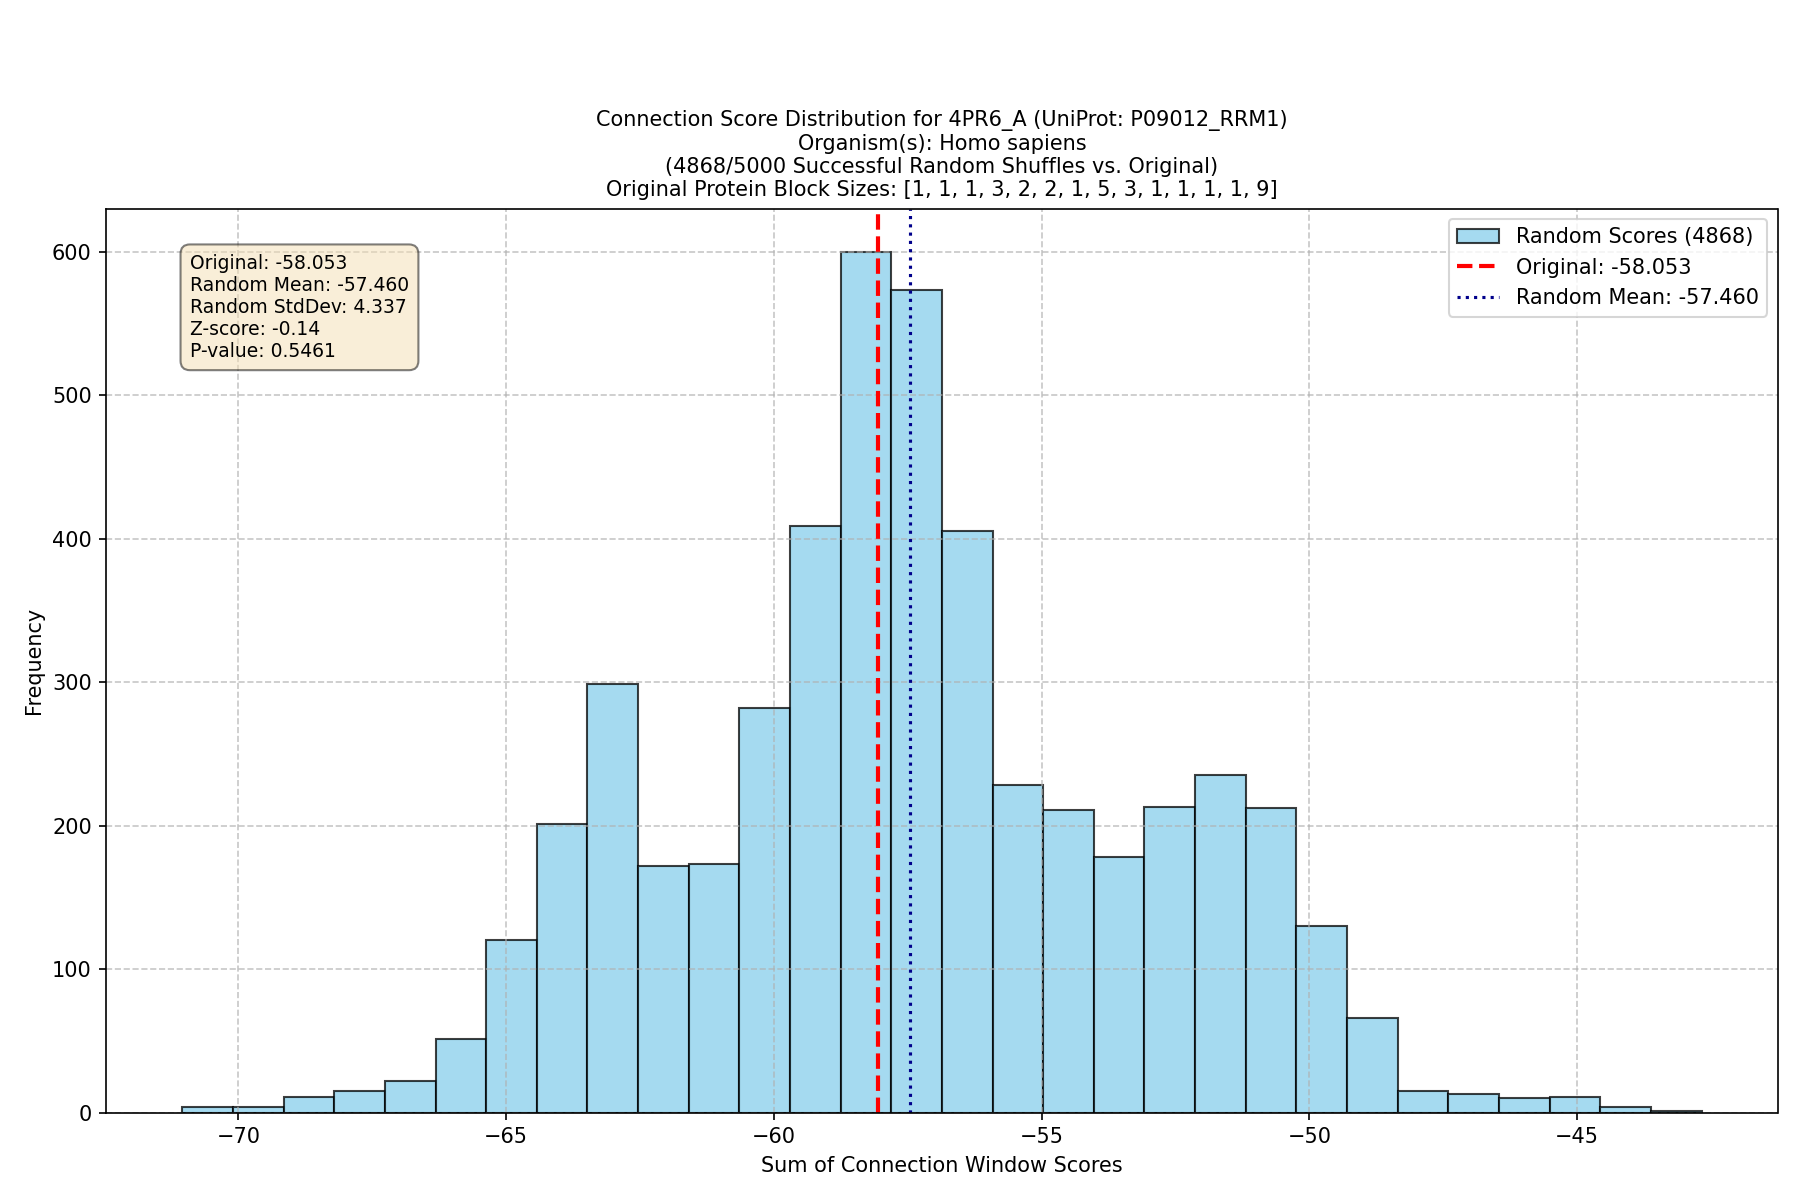 Connection Score Distribution for 4PR6_A (UniProt: P09012_RRM1)
Organism(s): Homo sapiens
(4868/5000 Successful Random Shuffles vs. Original)
Original Protein Block Sizes: [1, 1, 1, 3, 2, 2, 1, 5, 3, 1, 1, 1, 1, 9]
Original: -58.053
Random Mean: -57.460
Random StdDev: 4.337
Z-score: -0.14
P-value: 0.5461
Random Scores (4868)
Original: -58.053
Random Mean: -57.460
Frequency
600
500
400
300
200
100
0
−70
−65
−60
−55
−50
−45
Sum of Connection Window Scores